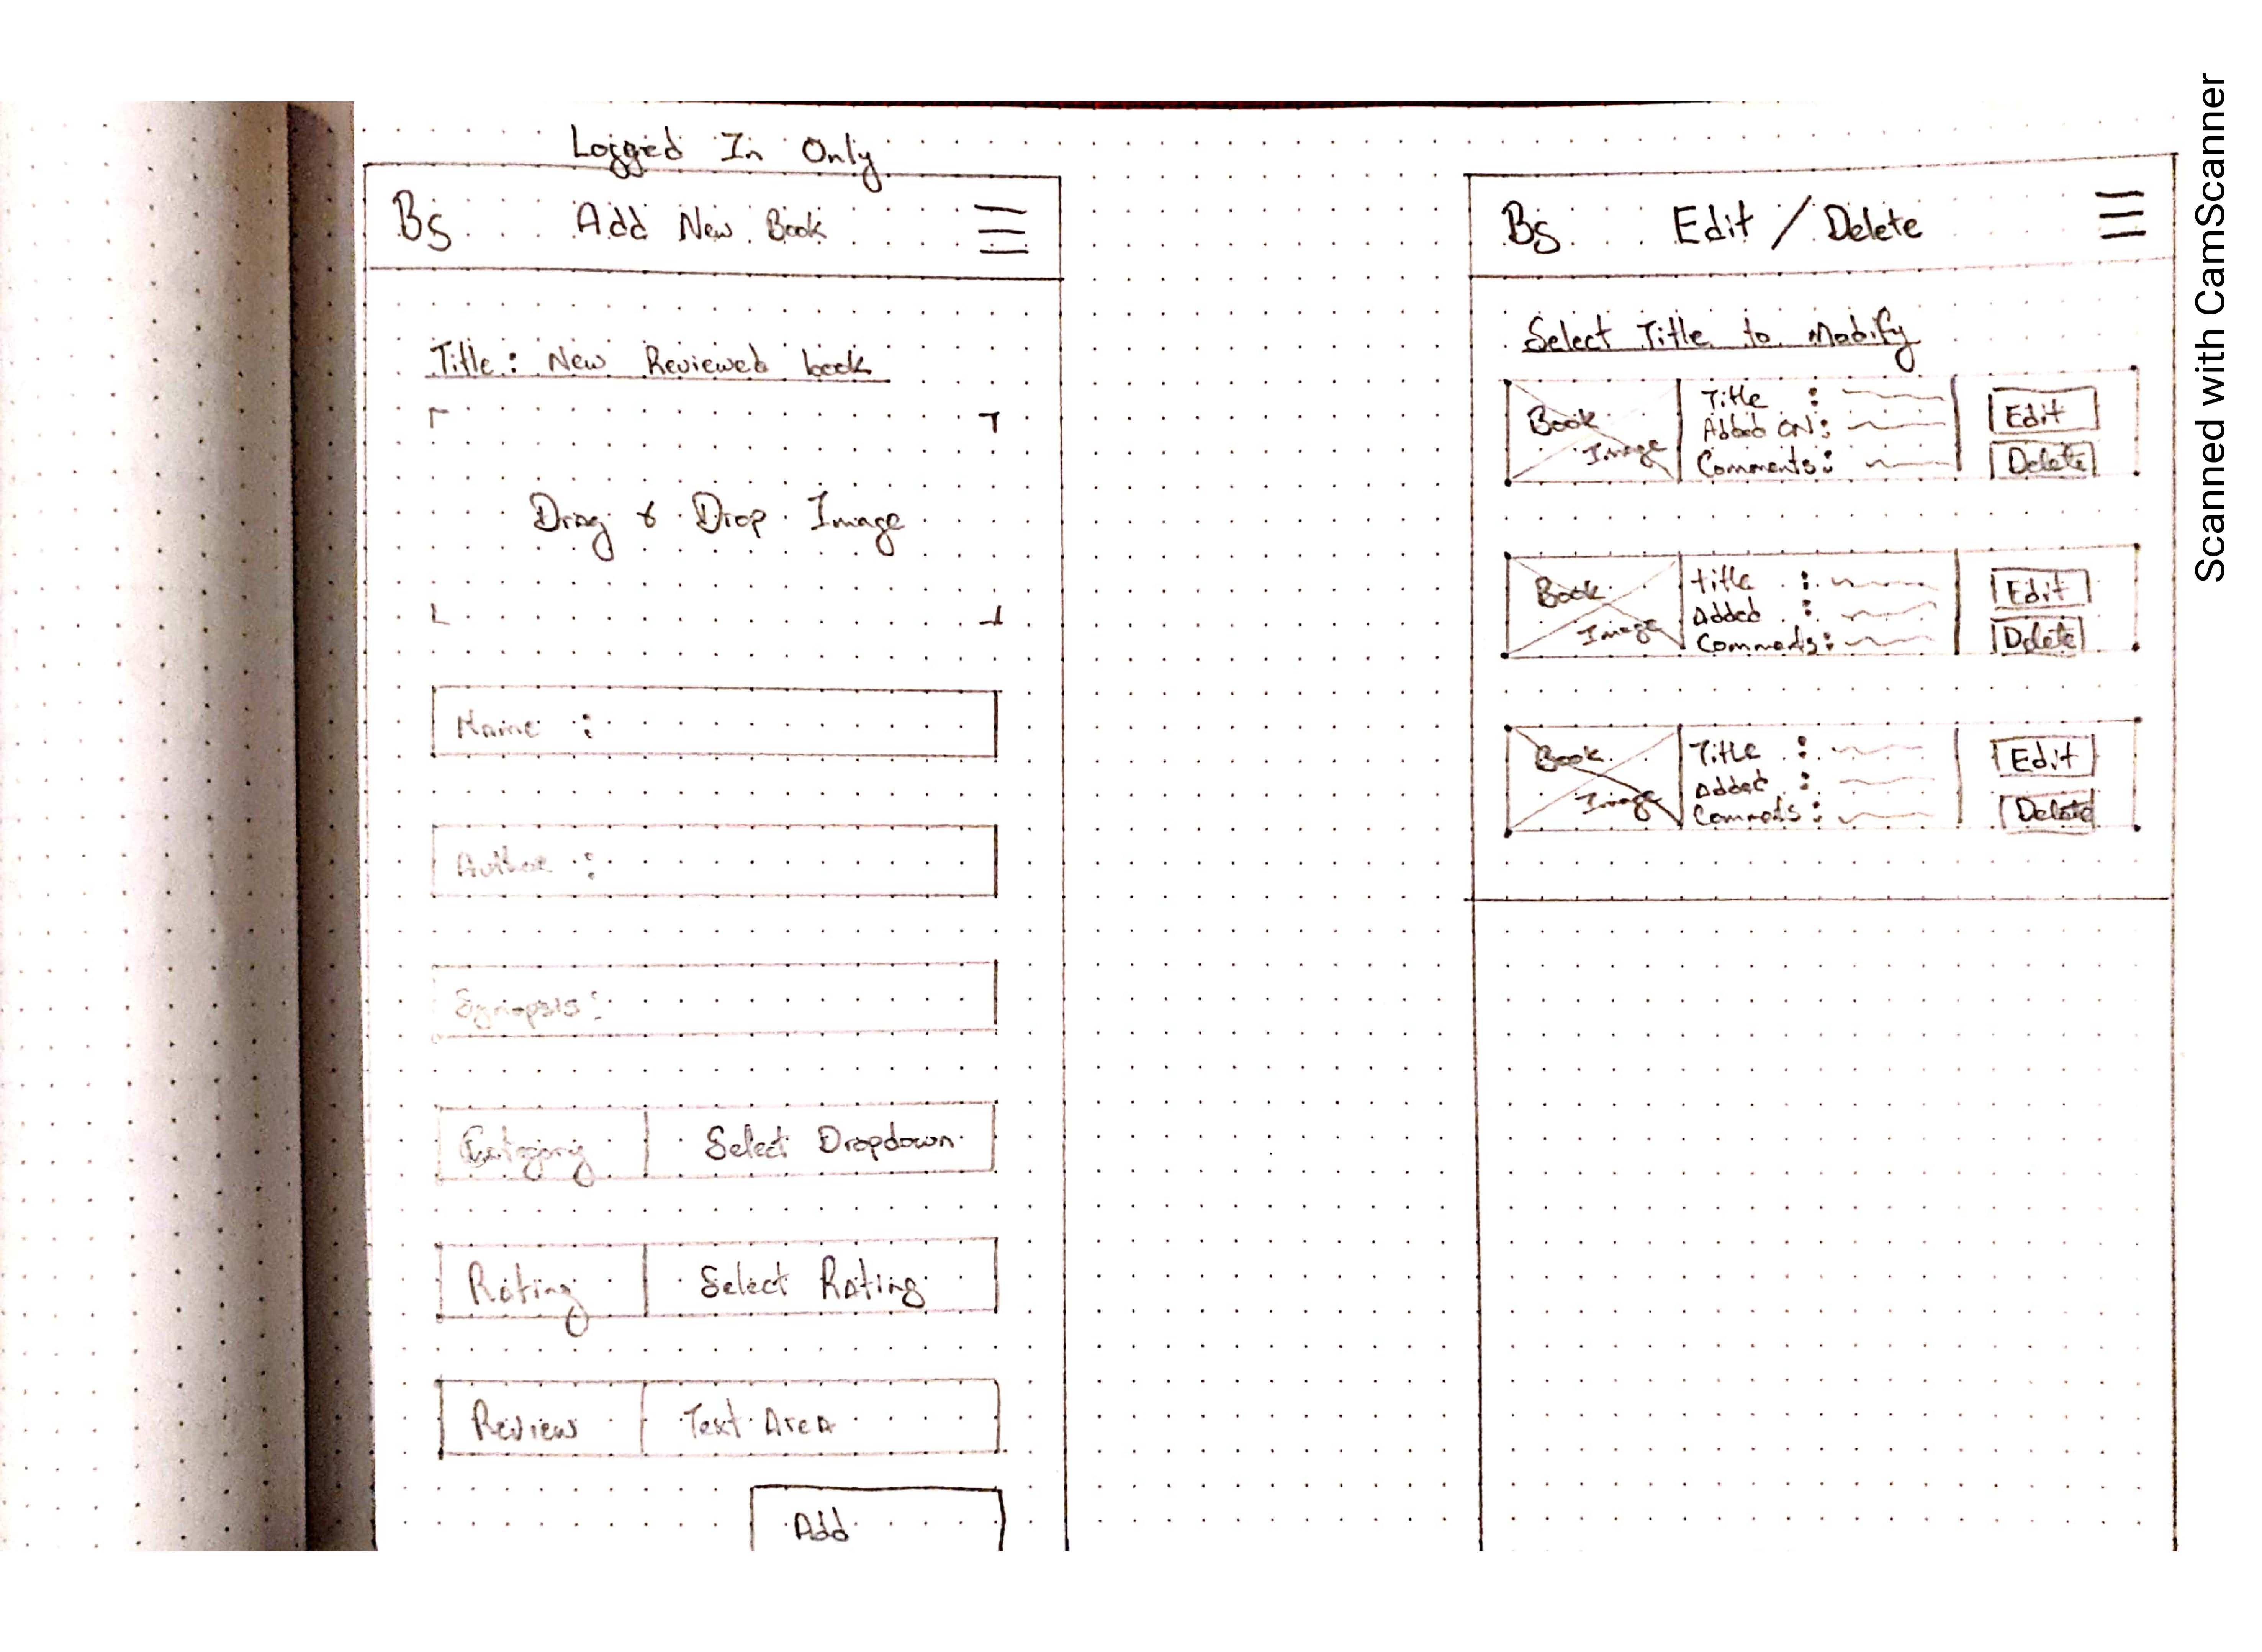 Logged In Only
Bs Add New Book
Title: New Reviewed book
Drag & Drop Image
Name :
Author :
Synopsis:
Category Select Dropdown
Rating Select Rating
Review Text Area
Add
Bs Edit / Delete
Select Title to Modify
Book Image
Title :
Added ON:
Comments:
Edit
Delete
Book Image
title :
Added :
Comments:
Edit
Delete
Book Image
Title :
Added :
Comments :
Edit
Delete
Scanned with CamScanner